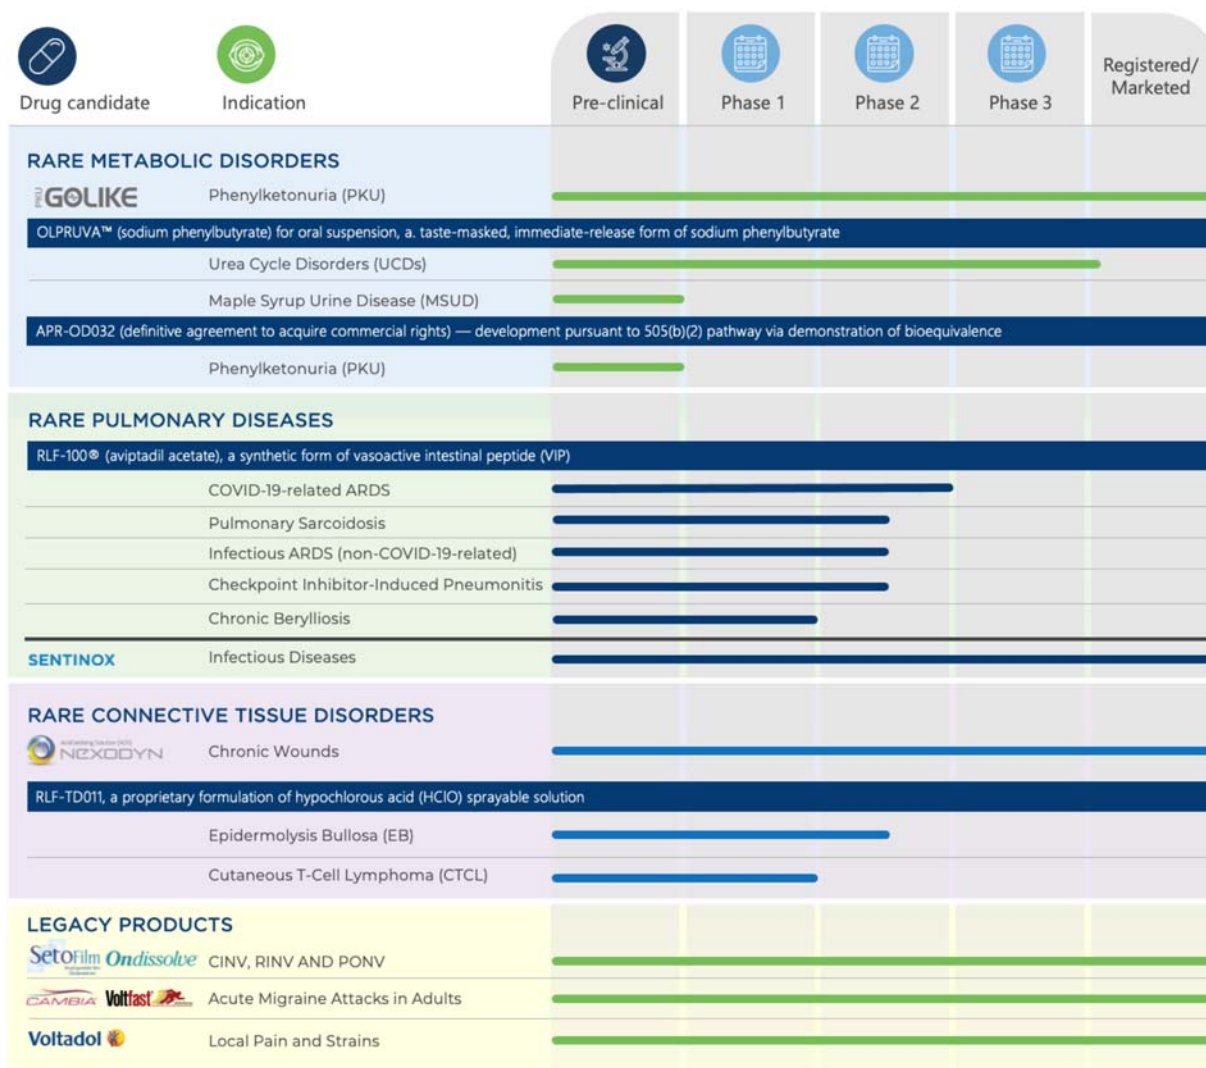 Drug candidate
Indication
Pre-clinical
Phase 1
Phase 2
Phase 3
Registered/
Marketed
RARE METABOLIC DISORDERS
PKU GOLIKE
Phenylketonuria (PKU)
OLPRUVA™ (sodium phenylbutyrate) for oral suspension, a. taste-masked, immediate-release form of sodium phenylbutyrate
Urea Cycle Disorders (UCDs)
Maple Syrup Urine Disease (MSUD)
APR-OD032 (definitive agreement to acquire commercial rights) — development pursuant to 505(b)(2) pathway via demonstration of bioequivalence
Phenylketonuria (PKU)
RARE PULMONARY DISEASES
RLF-100® (aviptadil acetate), a synthetic form of vasoactive intestinal peptide (VIP)
COVID-19-related ARDS
Pulmonary Sarcoidosis
Infectious ARDS (non-COVID-19-related)
Checkpoint Inhibitor-Induced Pneumonitis
Chronic Berylliosis
SENTINOX
Infectious Diseases
RARE CONNECTIVE TISSUE DISORDERS
NEXODYN
Chronic Wounds
RLF-TD011, a proprietary formulation of hypochlorous acid (HClO) sprayable solution
Epidermolysis Bullosa (EB)
Cutaneous T-Cell Lymphoma (CTCL)
LEGACY PRODUCTS
SetoFilm Ondissolve
CINV, RINV AND PONV
CAMBIA Voltfast
Acute Migraine Attacks in Adults
Voltadol
Local Pain and Strains